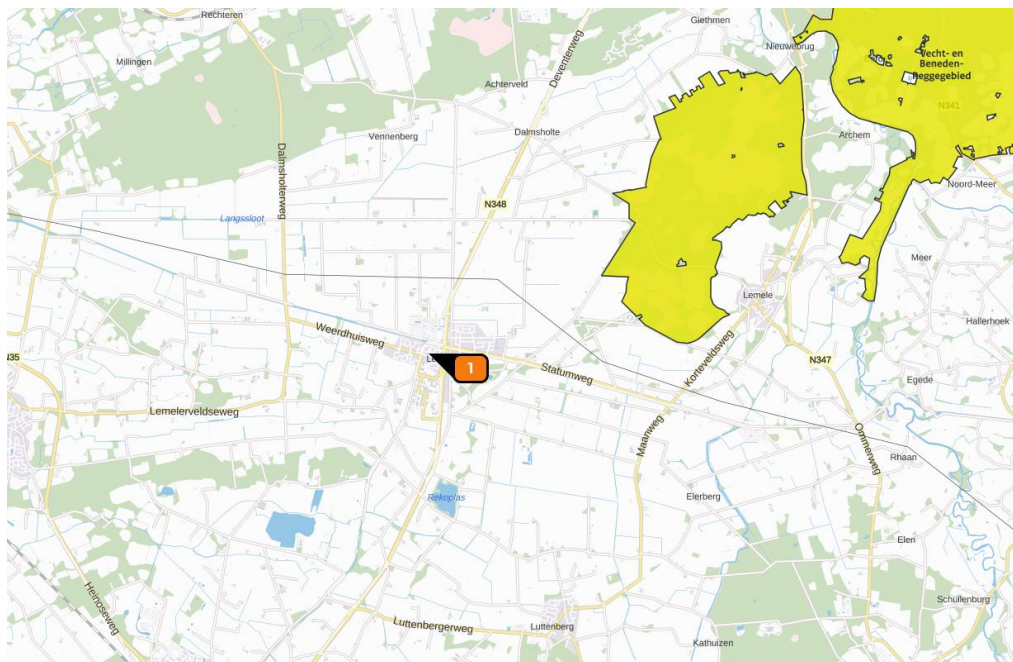 Rechteren
Giethmen
Millingen
Deventerweg
Nieuwebrug
Vecht- en
Beneden-
Reggegebied
Achterveld
N341
Vennenberg
Dalmsholte
Archem
Dalmsholterweg
Noord-Meer
N348
Langssloot
Meer
Lemele
Hallerhoek
Weerdhuisweg
N35
1
Statumweg
Korteveldsweg
N347
Egede
Lemelerveldseweg
Maanweg
Ommerweg
Rhaan
Rekoplas
Elerberg
Elen
Heinoseweg
Schuilenburg
Luttenbergerweg
Luttenberg
Kathuizen